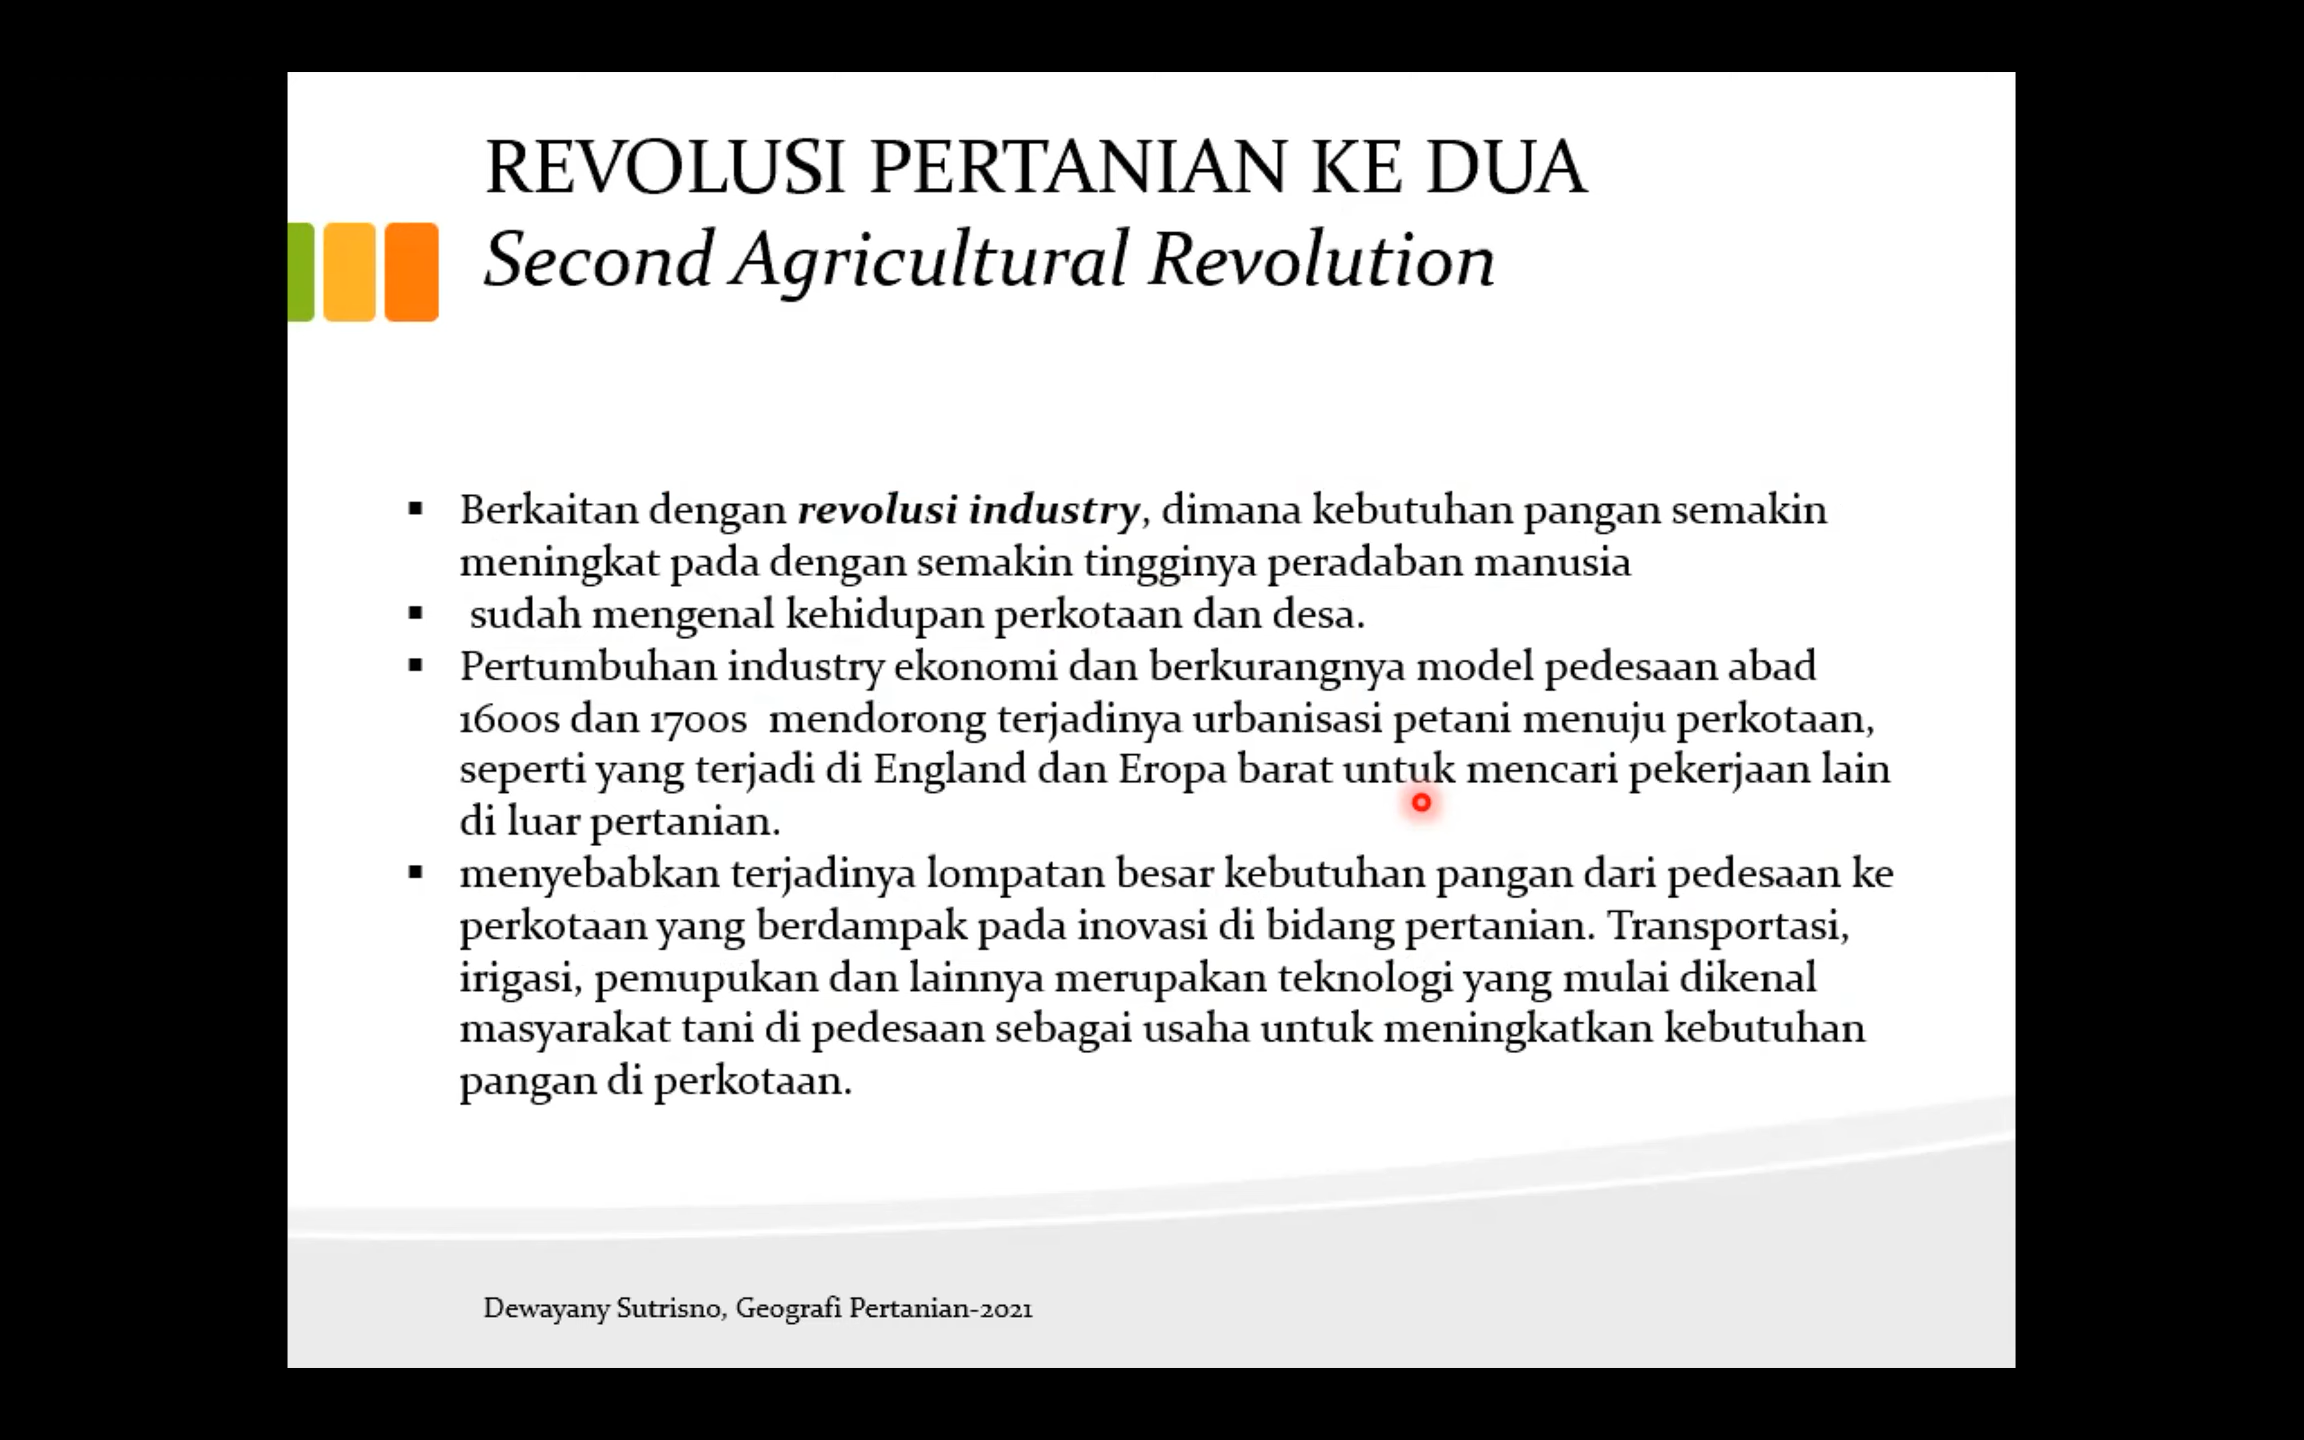 REVOLUSI PERTANIAN KE DUA
Second Agricultural Revolution
▪ Berkaitan dengan revolusi industry, dimana kebutuhan pangan semakin
meningkat pada dengan semakin tingginya peradaban manusia
▪ sudah mengenal kehidupan perkotaan dan desa.
▪ Pertumbuhan industry ekonomi dan berkurangnya model pedesaan abad
1600s dan 1700s mendorong terjadinya urbanisasi petani menuju perkotaan,
seperti yang terjadi di England dan Eropa barat untuk mencari pekerjaan lain
di luar pertanian.
▪ menyebabkan terjadinya lompatan besar kebutuhan pangan dari pedesaan ke
perkotaan yang berdampak pada inovasi di bidang pertanian. Transportasi,
irigasi, pemupukan dan lainnya merupakan teknologi yang mulai dikenal
masyarakat tani di pedesaan sebagai usaha untuk meningkatkan kebutuhan
pangan di perkotaan.
Dewayany Sutrisno, Geografi Pertanian-2021